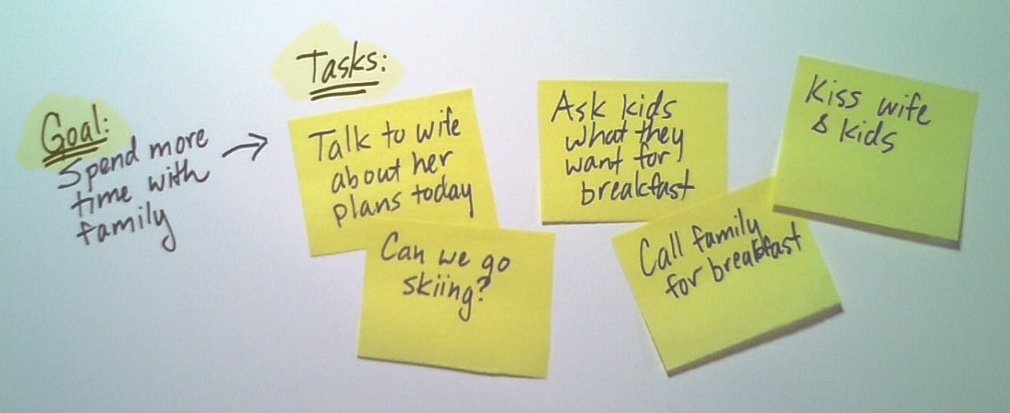 Goal:
Spend more
time with
family
Tasks:
Talk to wife
about her
plans today
Can we go
skiing?
Ask kids
what they
want for
breakfast
Call family
for breakfast
Kiss wife
& kids